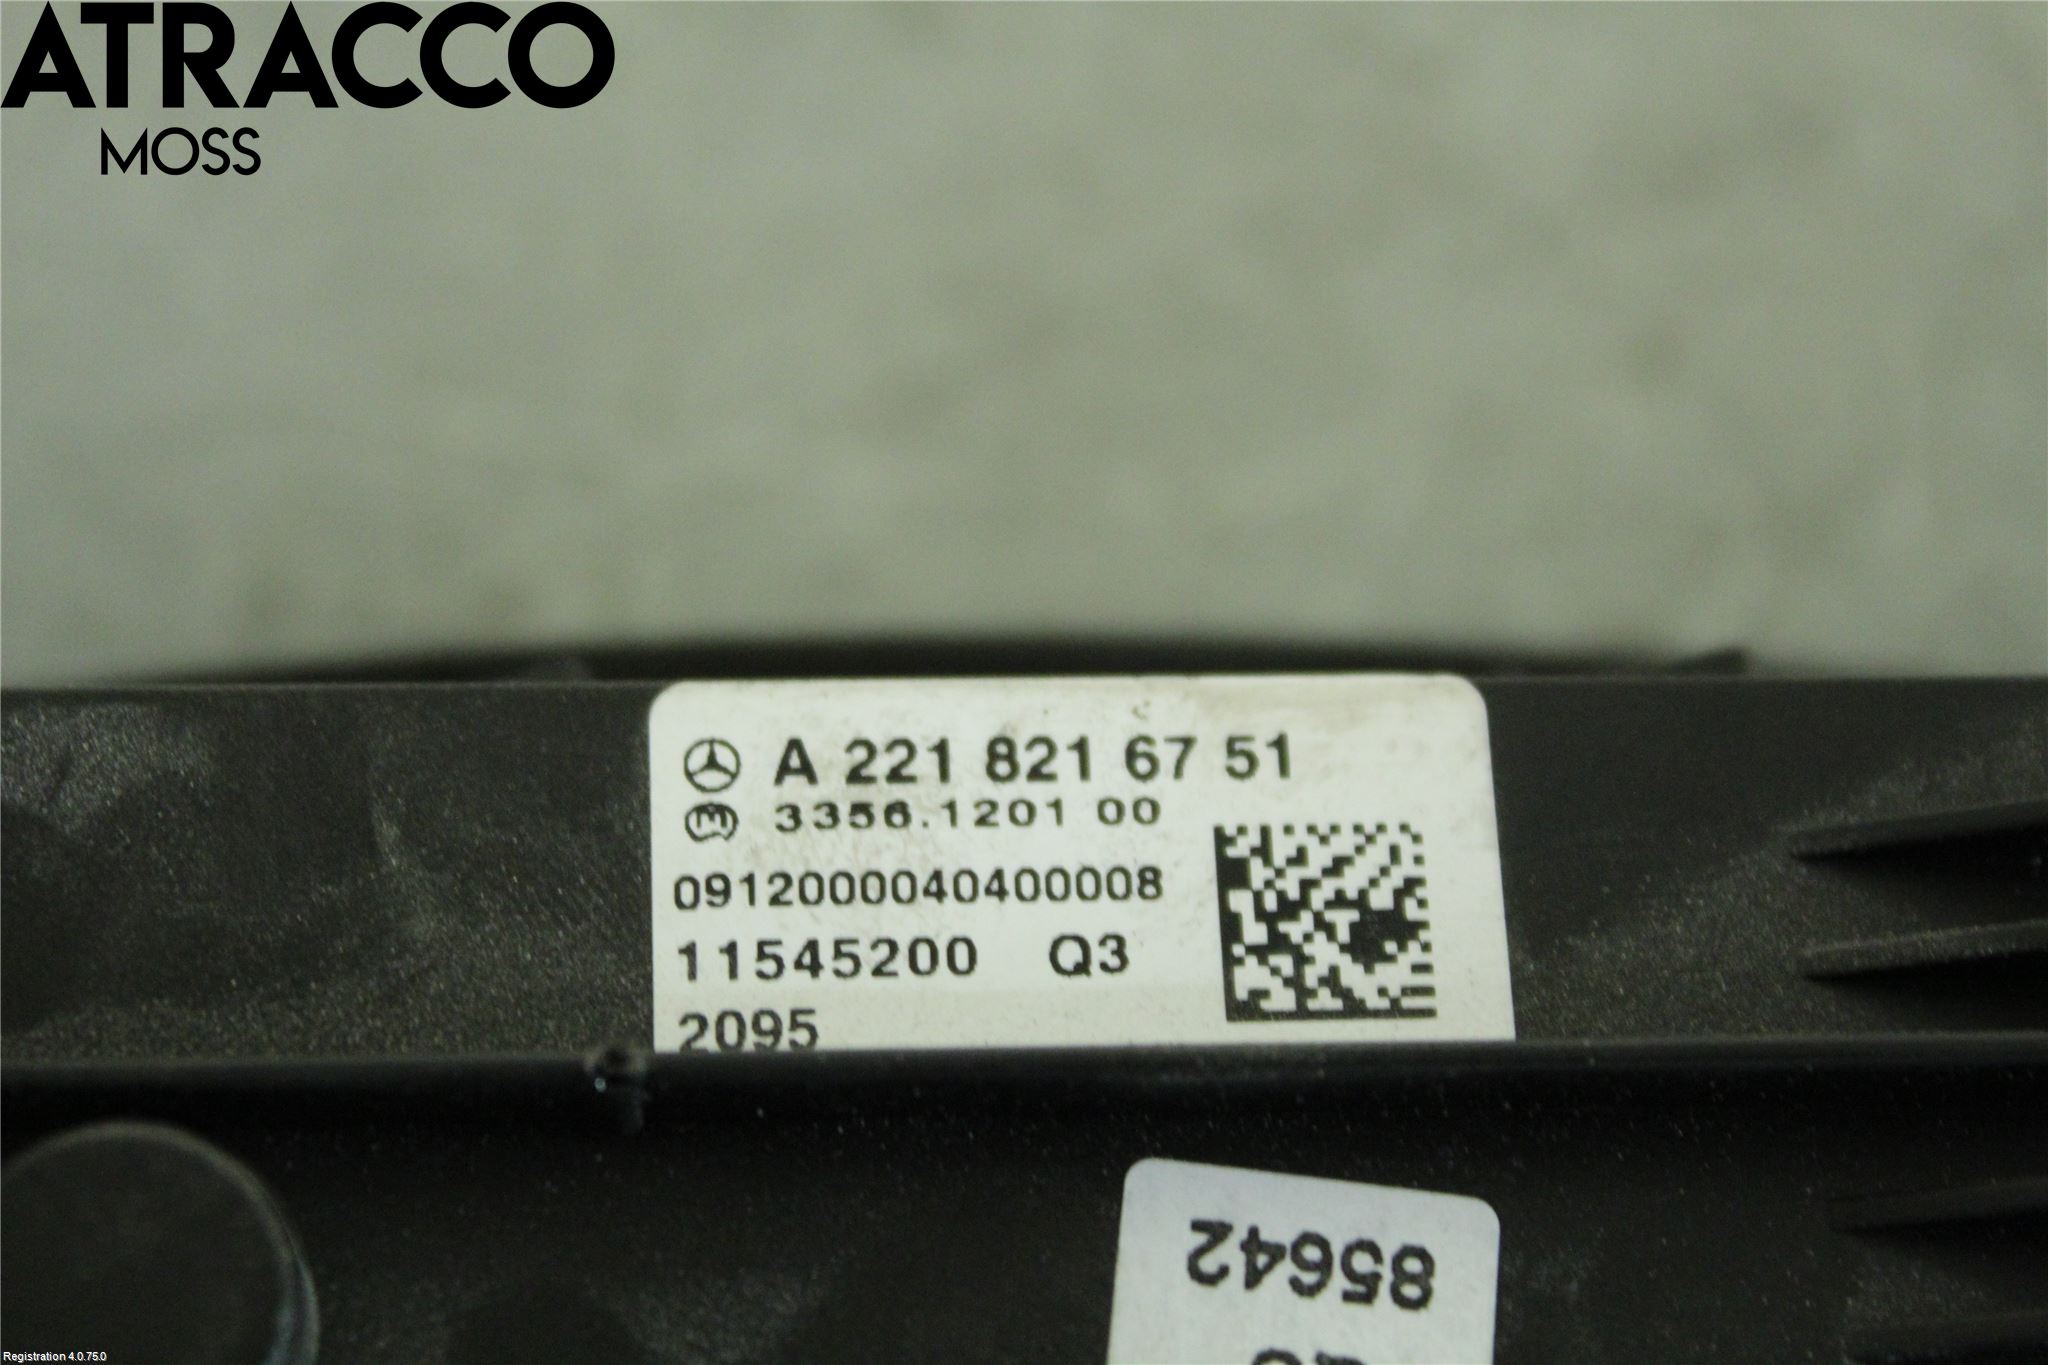 ATRACCO
MOSS
A 221 821 67 51
3356.1201 00
0912000040400008
11545200 Q3
2095
85642
Registration 4.0.75.0